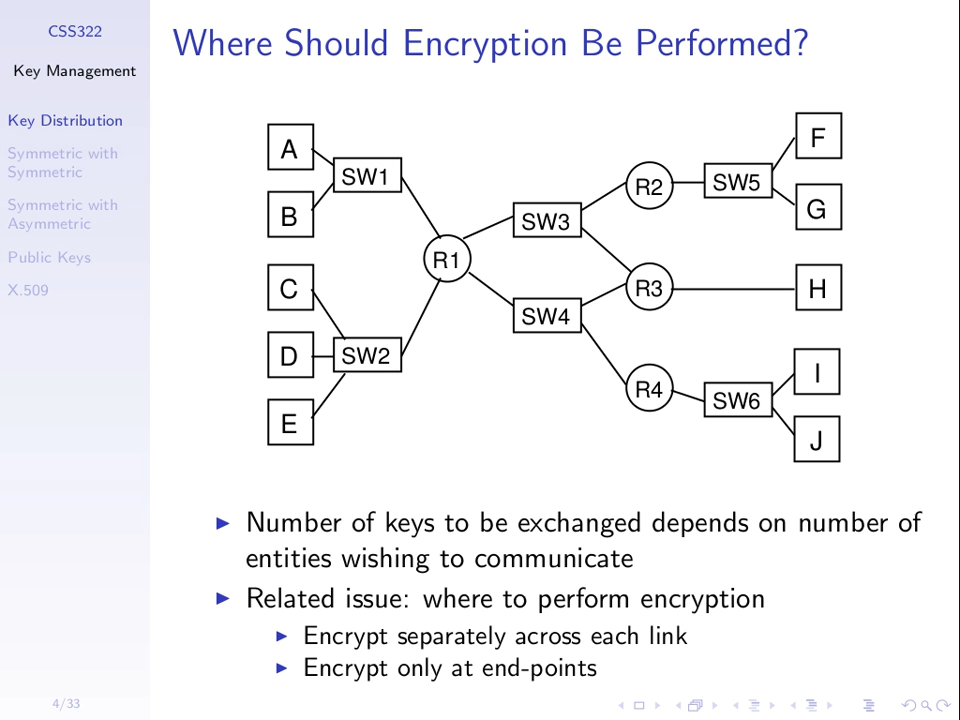 CSS322
Key Management
Key Distribution
Symmetric with
Symmetric
Symmetric with
Asymmetric
Public Keys
X.509
Where Should Encryption Be Performed?
A
B
C
D
E
SW1
SW2
R1
SW3
SW4
R2
R3
R4
SW5
SW6
F
G
H
I
J
Number of keys to be exchanged depends on number of
entities wishing to communicate
Related issue: where to perform encryption
Encrypt separately across each link
Encrypt only at end-points
4/33